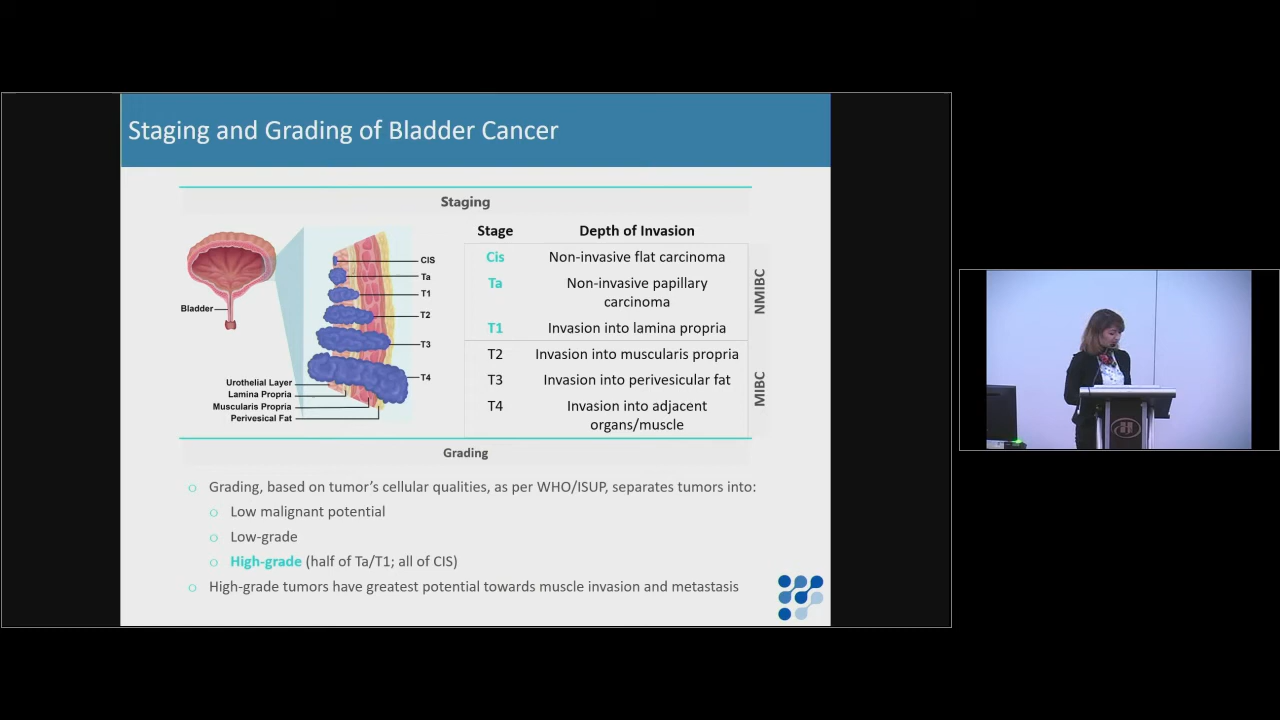 Staging and Grading of Bladder Cancer
Staging
Bladder
CIS
Ta
T1
T2
T3
T4
Urothelial Layer
Lamina Propria
Muscularis Propria
Perivesical Fat
Stage Depth of Invasion
Cis Non-invasive flat carcinoma
Ta Non-invasive papillary
carcinoma
T1 Invasion into lamina propria
T2 Invasion into muscularis propria
T3 Invasion into perivesicular fat
T4 Invasion into adjacent
organs/muscle
NMIBC
MIBC
Grading
o Grading, based on tumor's cellular qualities, as per WHO/ISUP, separates tumors into:
o Low malignant potential
o Low-grade
o High-grade (half of Ta/T1; all of CIS)
o High-grade tumors have greatest potential towards muscle invasion and metastasis